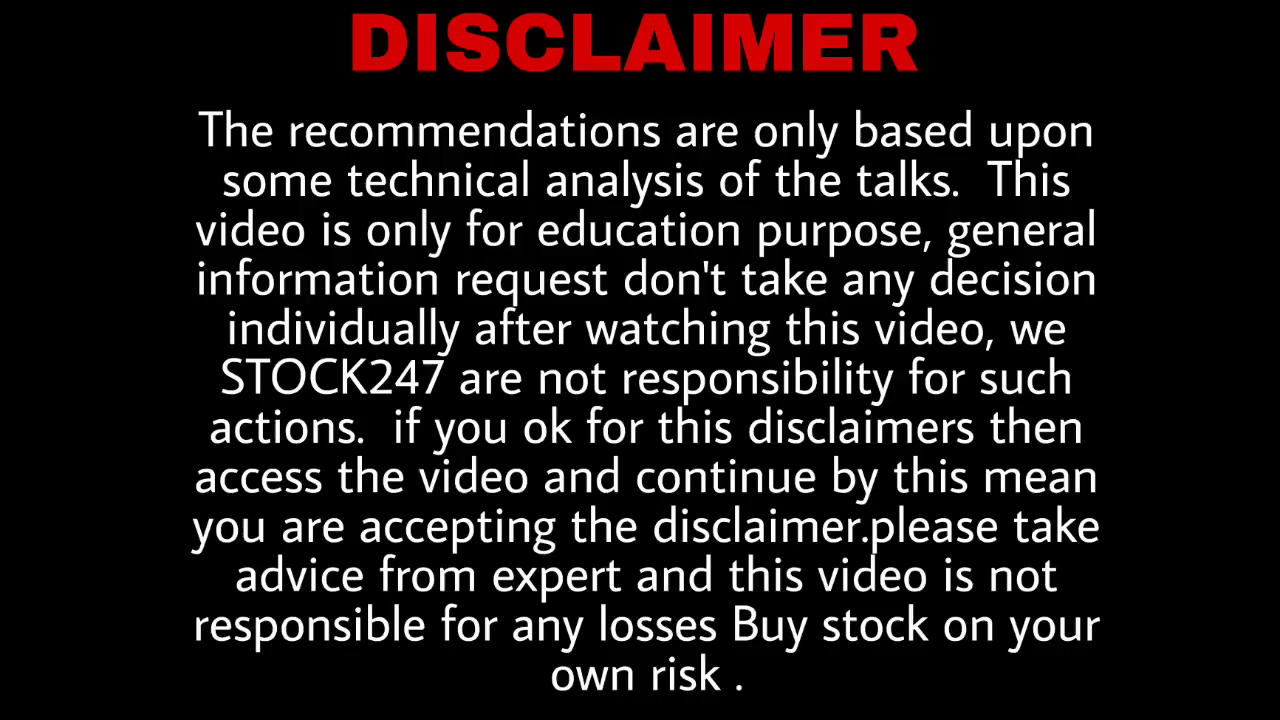 DISCLAIMER
The recommendations are only based upon
some technical analysis of the talks.  This
video is only for education purpose, general
information request don't take any decision
individually after watching this video, we
STOCK247 are not responsibility for such
actions.  if you ok for this disclaimers then
access the video and continue by this mean
you are accepting the disclaimer.please take
advice from expert and this video is not
responsible for any losses Buy stock on your
own risk .